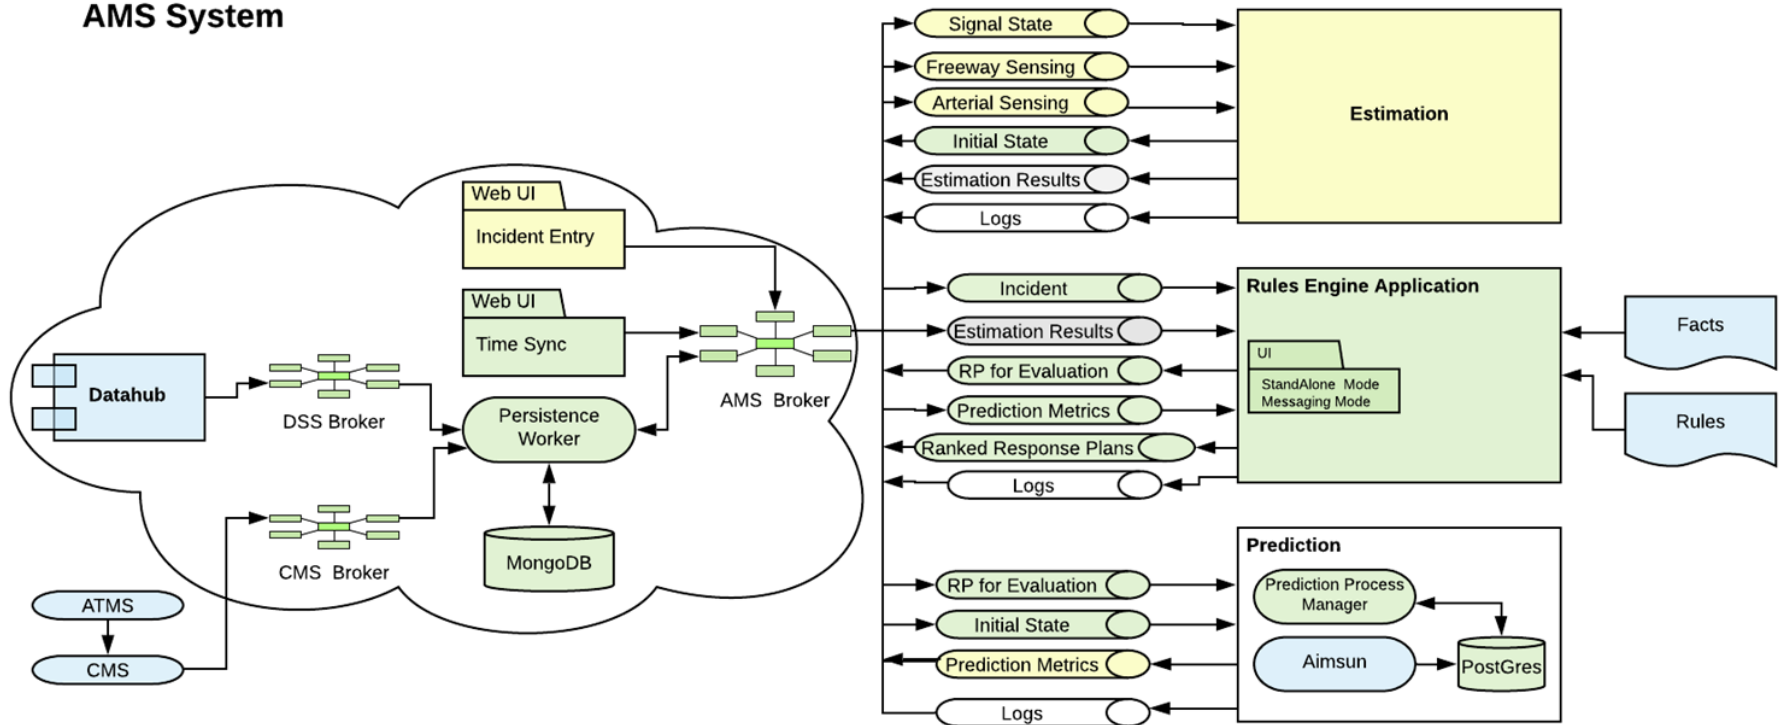 AMS System
Signal State
Freeway Sensing
Arterial Sensing
Initial State
Estimation Results
Logs
Estimation
Web UI
Incident Entry
Web UI
Time Sync
Datahub
DSS Broker
Persistence
Worker
AMS Broker
CMS Broker
MongoDB
ATMS
CMS
Incident
Estimation Results
RP for Evaluation
Prediction Metrics
Ranked Response Plans
Logs
Rules Engine Application
UI
StandAlone Mode
Messaging Mode
Facts
Rules
RP for Evaluation
Initial State
Prediction Metrics
Logs
Prediction
Prediction Process
Manager
Aimsun
PostGres